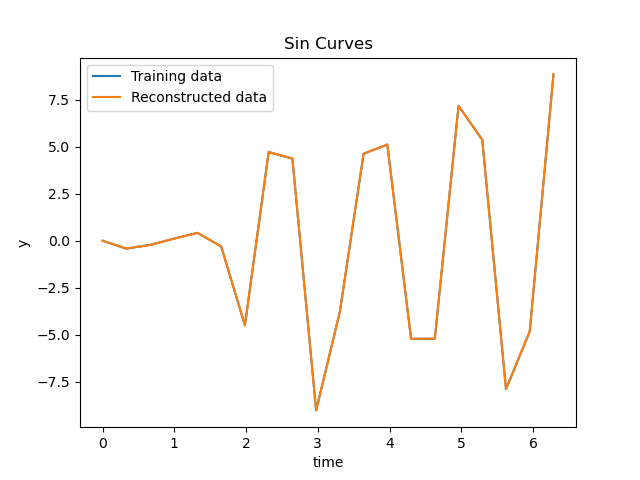 Sin Curves
Training data
Reconstructed data
7.5
5.0
2.5
0.0
−2.5
−5.0
−7.5
y
0 1 2 3 4 5 6
time